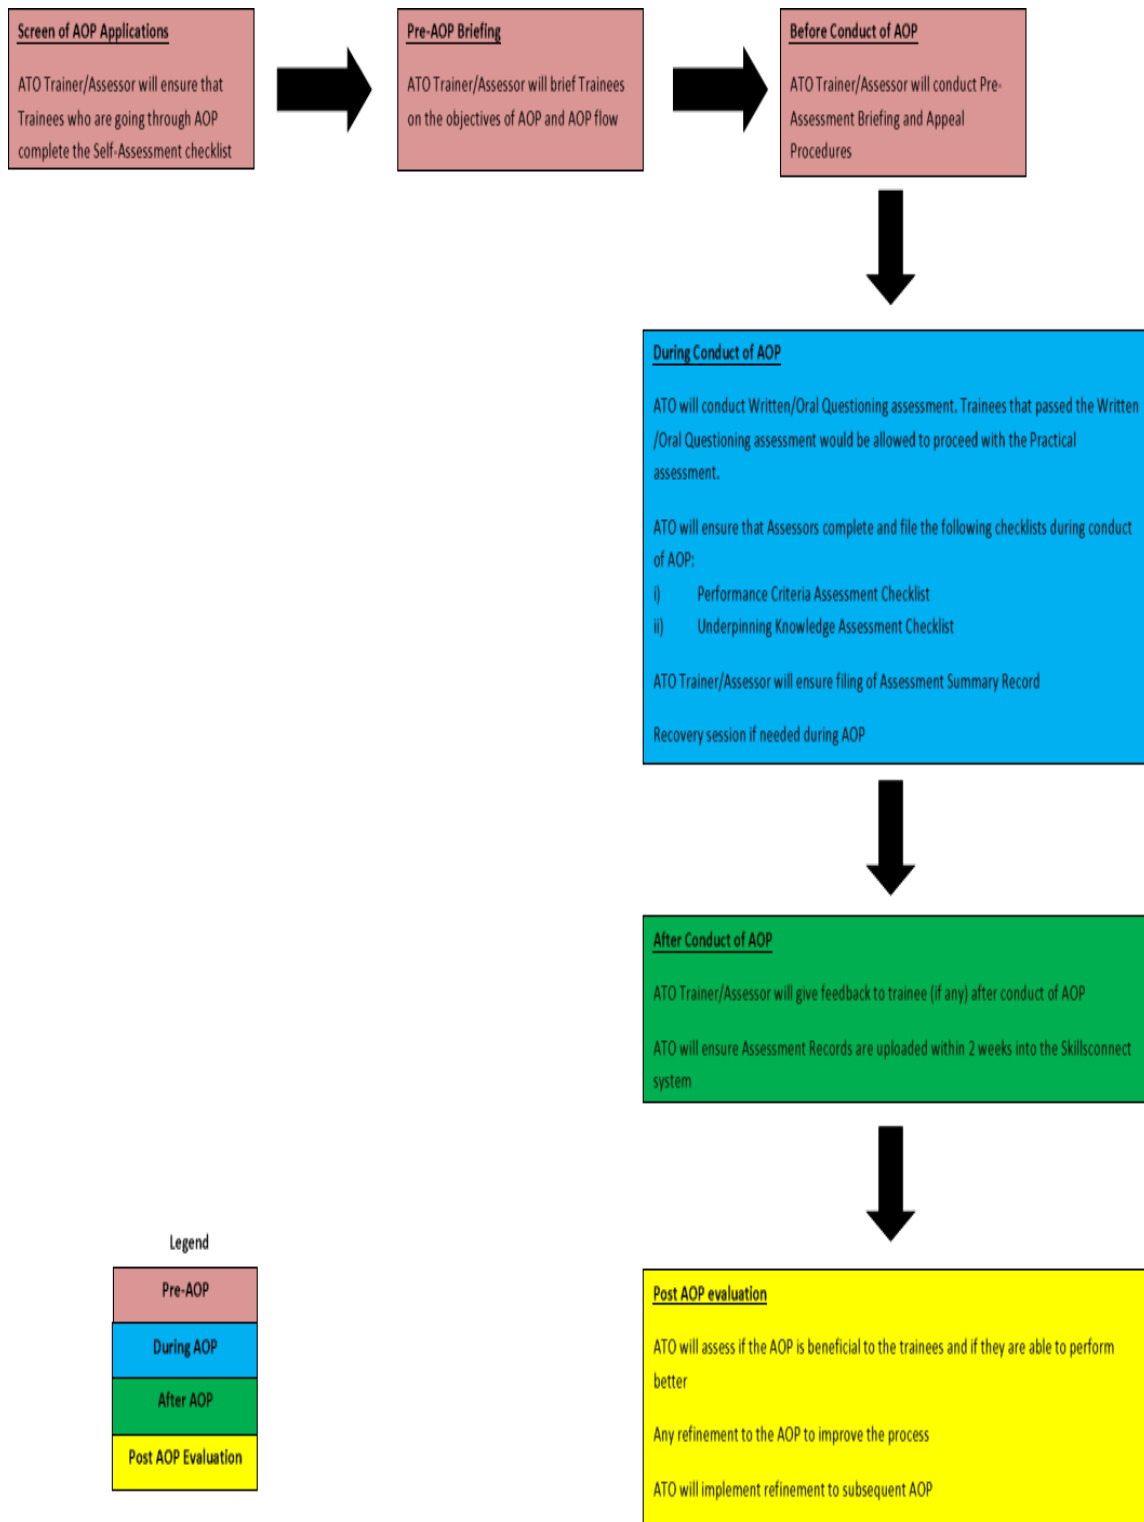 Screen of AOP Applications
ATO Trainer/Assessor will ensure that
Trainees who are going through AOP
complete the Self-Assessment checklist
Pre-AOP Briefing
ATO Trainer/Assessor will brief Trainees
on the objectives of AOP and AOP flow
Before Conduct of AOP
ATO Trainer/Assessor will conduct Pre-
Assessment Briefing and Appeal
Procedures
During Conduct of AOP
ATO will conduct Written/Oral Questioning assessment. Trainees that passed the Written
/Oral Questioning assessment would be allowed to proceed with the Practical
assessment.
ATO will ensure that Assessors complete and file the following checklists during conduct
of AOP:
i) Performance Criteria Assessment Checklist
ii) Underpinning Knowledge Assessment Checklist
ATO Trainer/Assessor will ensure filing of Assessment Summary Record
Recovery session if needed during AOP
After Conduct of AOP
ATO Trainer/Assessor will give feedback to trainee (if any) after conduct of AOP
ATO will ensure Assessment Records are uploaded within 2 weeks into the Skillsconnect
system
Post AOP evaluation
ATO will assess if the AOP is beneficial to the trainees and if they are able to perform
better
Any refinement to the AOP to improve the process
ATO will implement refinement to subsequent AOP
Legend
Pre-AOP
During AOP
After AOP
Post AOP Evaluation